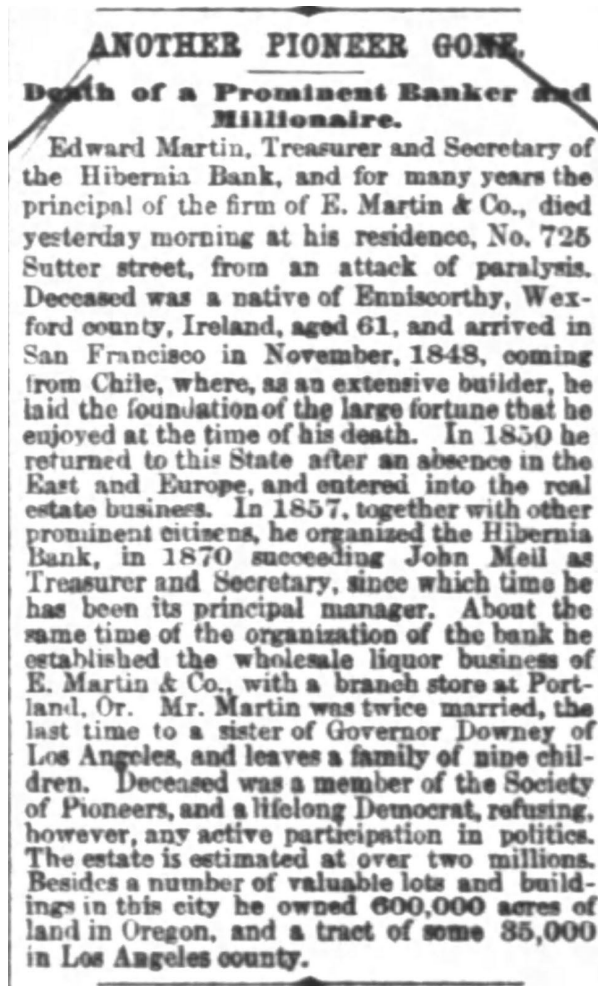 ANOTHER PIONEER GONE.
Death of a Prominent Banker and
Millionaire.
Edward Martin, Treasurer and Secretary of
the Hibernia Bank, and for many years the
principal of the firm of E. Martin & Co., died
yesterday morning at his residence, No. 725
Sutter street, from an attack of paralysis.
Deceased was a native of Enniscorthy, Wex-
ford county, Ireland, aged 61, and arrived in
San Francisco in November, 1848, coming
from Chile, where, as an extensive builder, he
laid the foundation of the large fortune that he
enjoyed at the time of his death. In 1850 he
returned to this State after an absence in the
East and Europe, and entered into the real
estate business. In 1857, together with other
prominent citizens, he organized the Hibernia
Bank, in 1870 succeeding John Mell as
Treasurer and Secretary, since which time he
has been its principal manager. About the
same time of the organization of the bank he
established the wholesale liquor business of
E. Martin & Co., with a branch store at Port-
land, Or. Mr. Martin was twice married, the
last time to a sister of Governor Downey of
Los Angeles, and leaves a family of nine chil-
dren. Deceased was a member of the Society
of Pioneers, and a lifelong Democrat, refusing,
however, any active participation in politics.
The estate is estimated at over two millions.
Besides a number of valuable lots and build-
ings in this city he owned 600,000 acres of
land in Oregon, and a tract of some 35,000
in Los Angeles county.